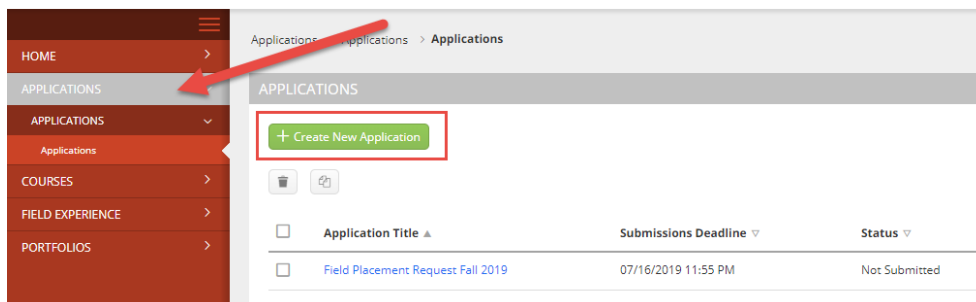 Applications > Applications > Applications
HOME
APPLICATIONS
APPLICATIONS
Applications
COURSES
FIELD EXPERIENCE
PORTFOLIOS
APPLICATIONS
+ Create New Application
Application Title ▲ Submissions Deadline ▽ Status ▽
Field Placement Request Fall 2019 07/16/2019 11:55 PM Not Submitted